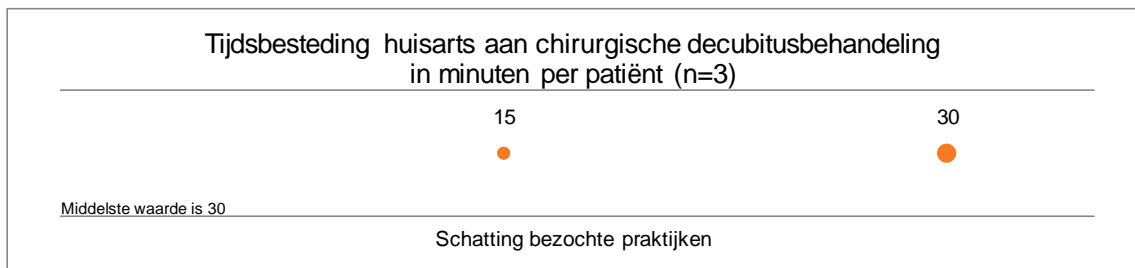 Tijdsbesteding huisarts aan chirurgische decubitusbehandeling
in minuten per patiënt (n=3)
15 30
Middelste waarde is 30
Schatting bezochte praktijken